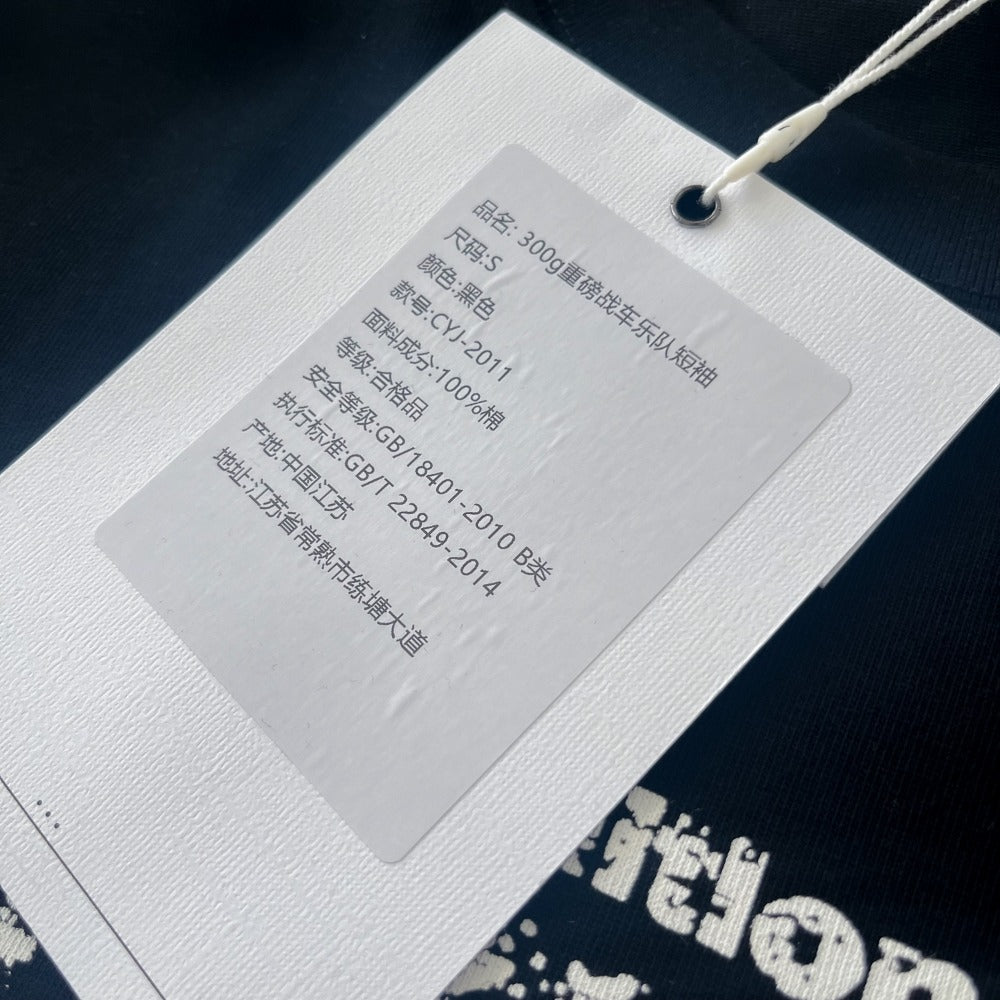 品名: 300g重磅战车乐队短袖
尺码:S
颜色:黑色
款号:CYJ-2011
面料成分:100%棉
等级:合格品
安全等级:GB/18401-2010 B类
执行标准:GB/T 22849-2014
产地:中国江苏
地址:江苏省常熟市练塘大道